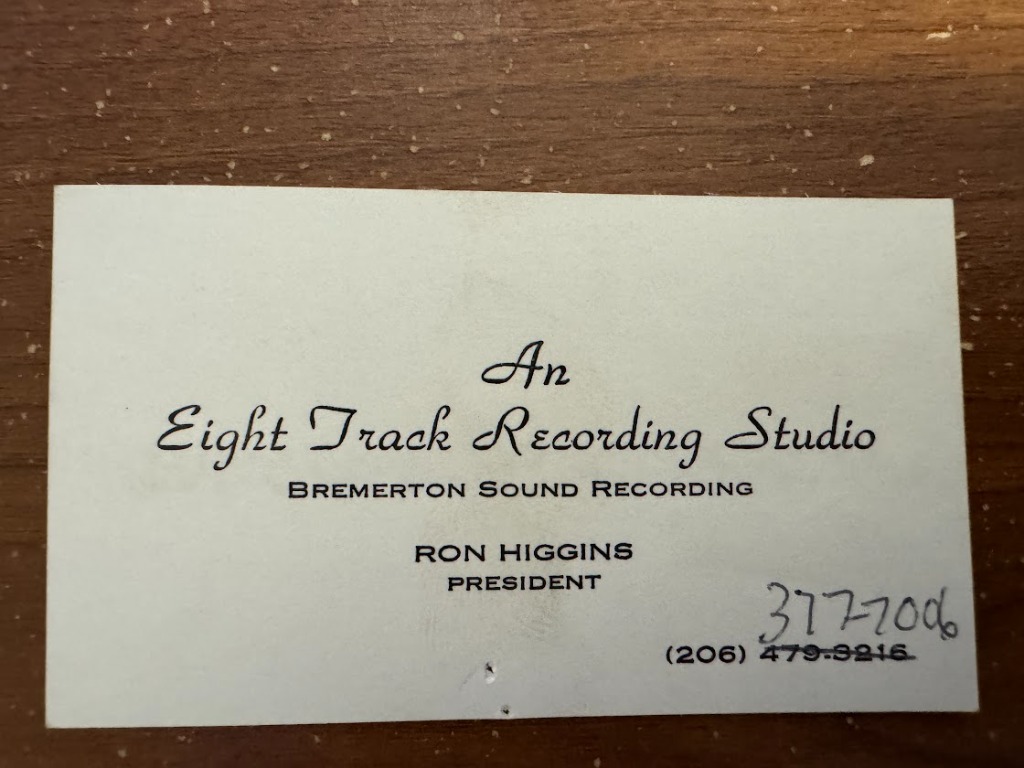 An
Eight Track Recording Studio
BREMERTON SOUND RECORDING
RON HIGGINS
PRESIDENT
377-7006
(206) 479-3216